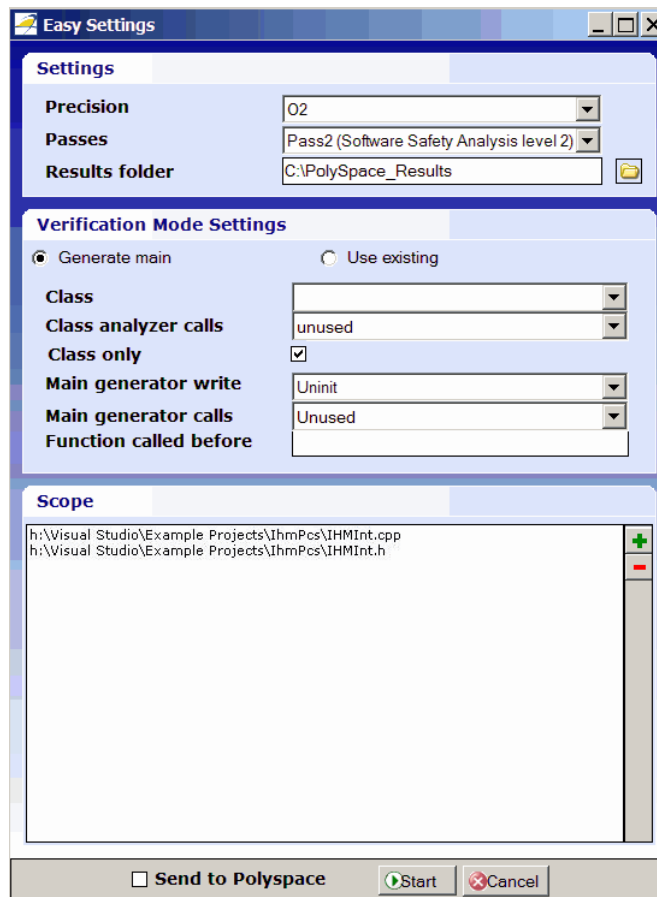 Easy Settings
Settings
Precision O2
Passes Pass2 (Software Safety Analysis level 2)
Results folder C:\PolySpace_Results
Verification Mode Settings
Generate main Use existing
Class
Class analyzer calls unused
Class only
Main generator write Uninit
Main generator calls Unused
Function called before
Scope
h:\Visual Studio\Example Projects\IhmPcs\IHMInt.cpp
h:\Visual Studio\Example Projects\IhmPcs\IHMInt.h
Send to Polyspace Start Cancel